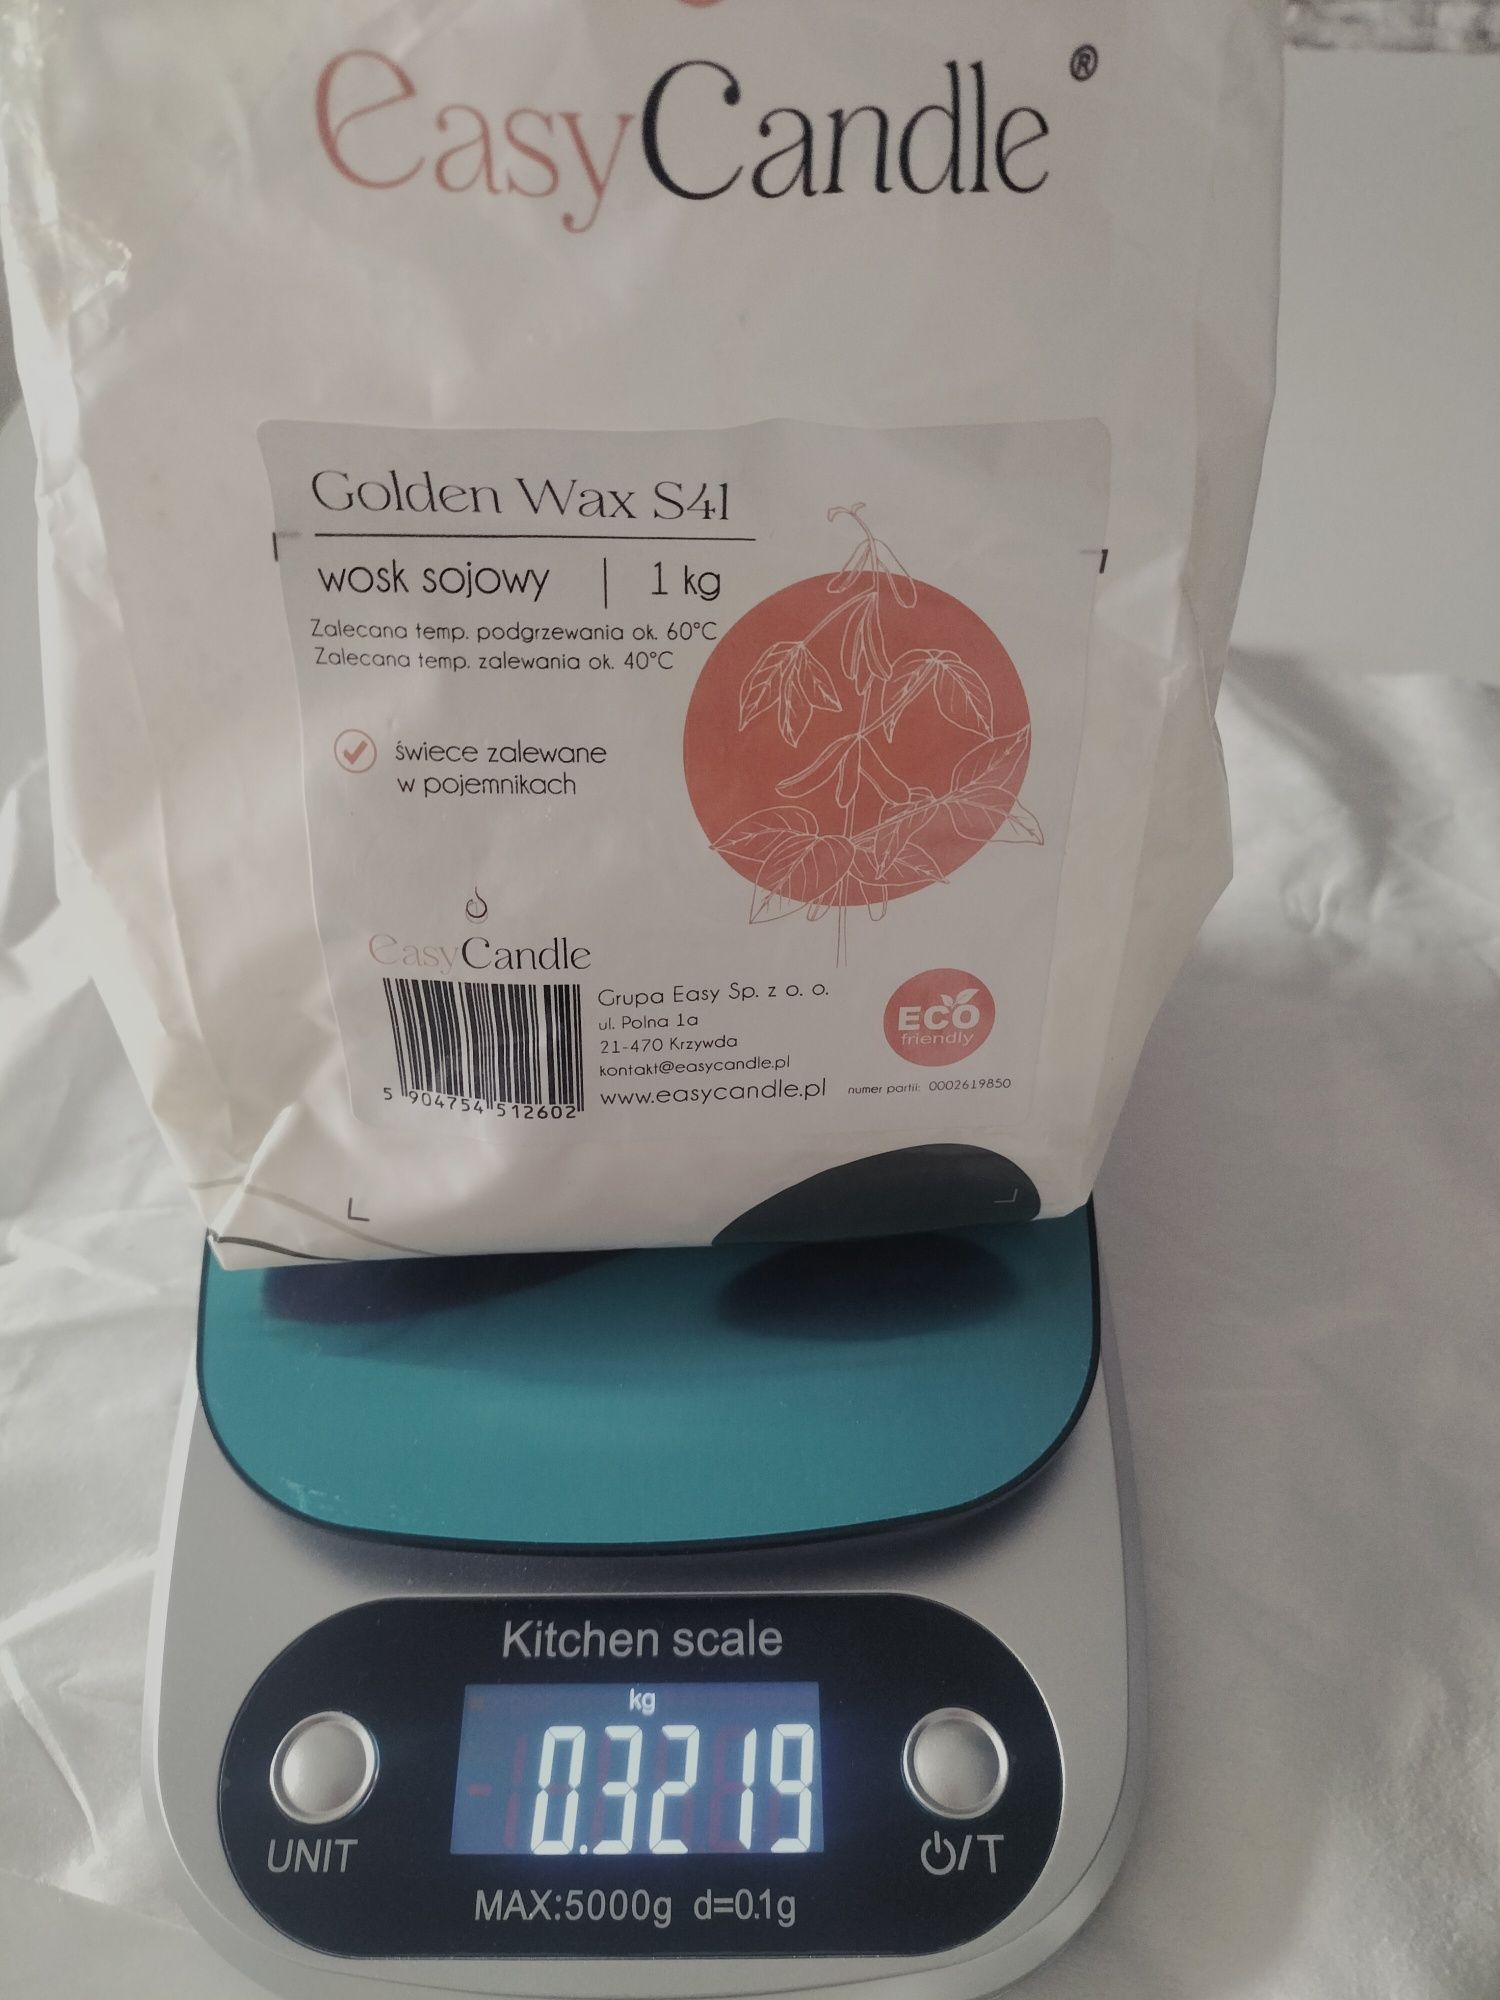 easyCandle®
Golden Wax S41
wosk sojowy | 1 kg
Zalecana temp. podgrzewania ok. 60°C
Zalecana temp. zalewania ok. 40°C
świece zalewane
w pojemnikach
easyCandle
5 904754 512602
Grupa Easy Sp. z o. o.
ul. Polna 1a
21-470 Krzywda
kontakt@easycandle.pl
www.easycandle.pl
ECO
friendly
numer partii: 0002619850
Kitchen scale
kg
0.3219
UNIT
⏻/T
MAX:5000g d=0.1g